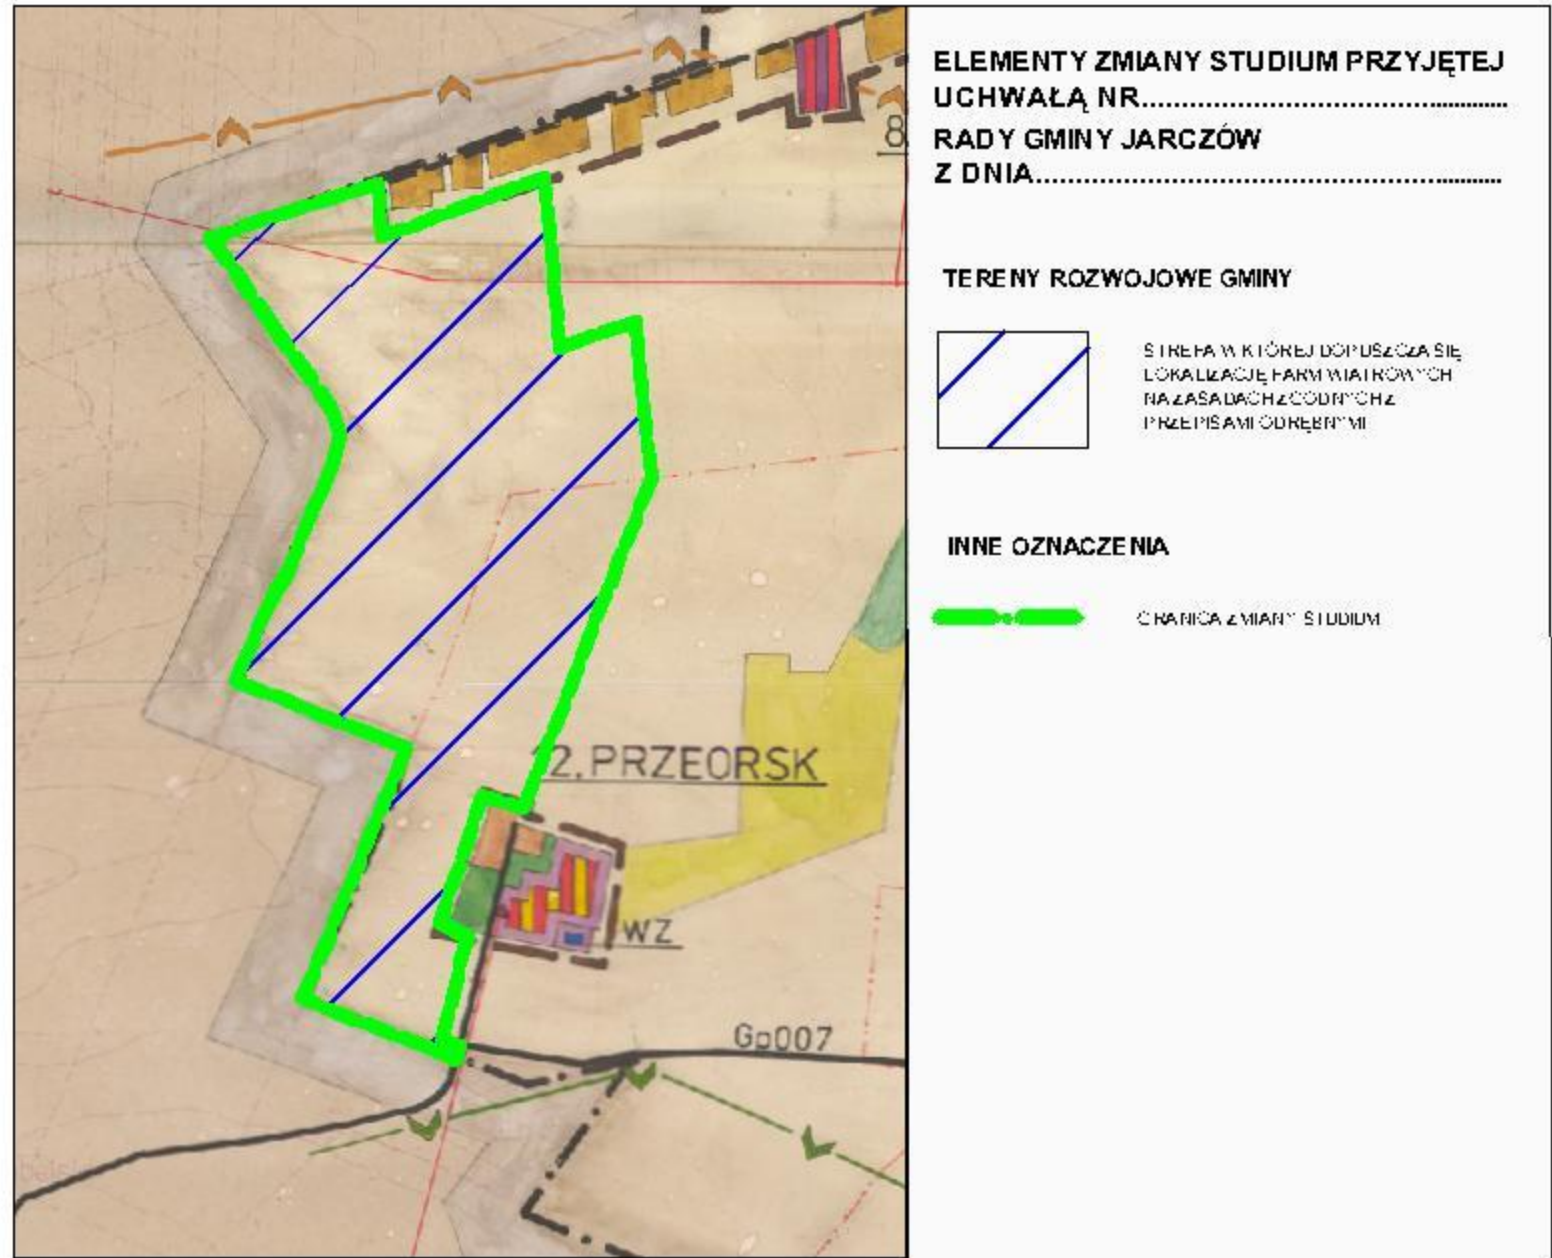 ELEMENTY ZMIANY STUDIUM PRZYJĘTEJ
UCHWAŁĄ NR..............................................
RADY GMINY JARCZÓW
Z DNIA............................................................
TERENY ROZWOJOWE GMINY
STREFA W KTÓREJ DOPUSZCZA SIĘ
LOKALIZACJĘ FARM WIATROWYCH
NA ZASADACH ZGODNYCH Z
PRZEPISAMI ODRĘBNYMI
INNE OZNACZENIA
GRANICA ZMIANY STUDIUM
8
2. PRZEORSK
WZ
Gp007